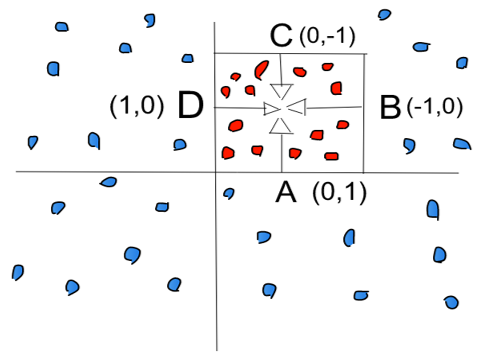 C (0,-1)
(1,0) D
B (-1,0)
A (0,1)